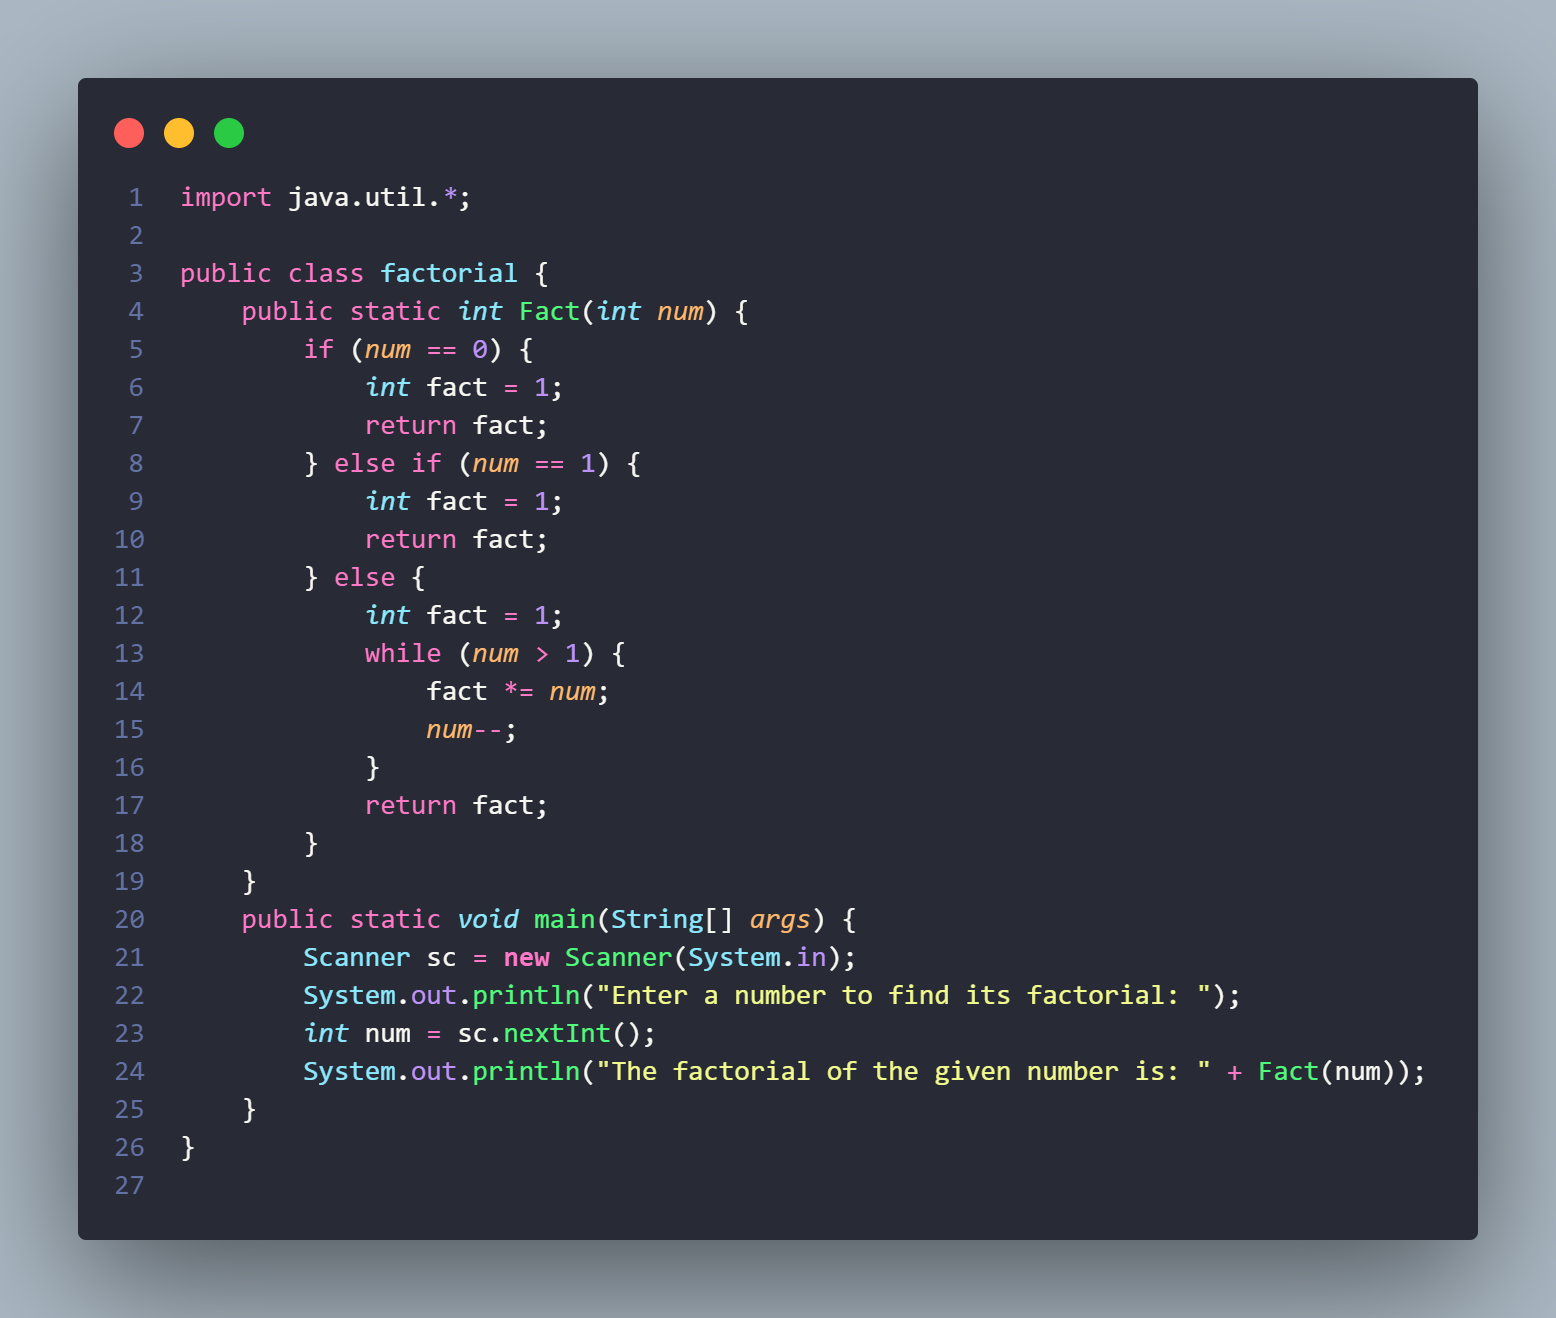 1 import java.util.*;
2
3 public class factorial {
4     public static int Fact(int num) {
5         if (num == 0) {
6             int fact = 1;
7             return fact;
8         } else if (num == 1) {
9             int fact = 1;
10             return fact;
11         } else {
12             int fact = 1;
13             while (num > 1) {
14                 fact *= num;
15                 num--;
16             }
17             return fact;
18         }
19     }
20     public static void main(String[] args) {
21         Scanner sc = new Scanner(System.in);
22         System.out.println("Enter a number to find its factorial: ");
23         int num = sc.nextInt();
24         System.out.println("The factorial of the given number is: " + Fact(num));
25     }
26 }
27